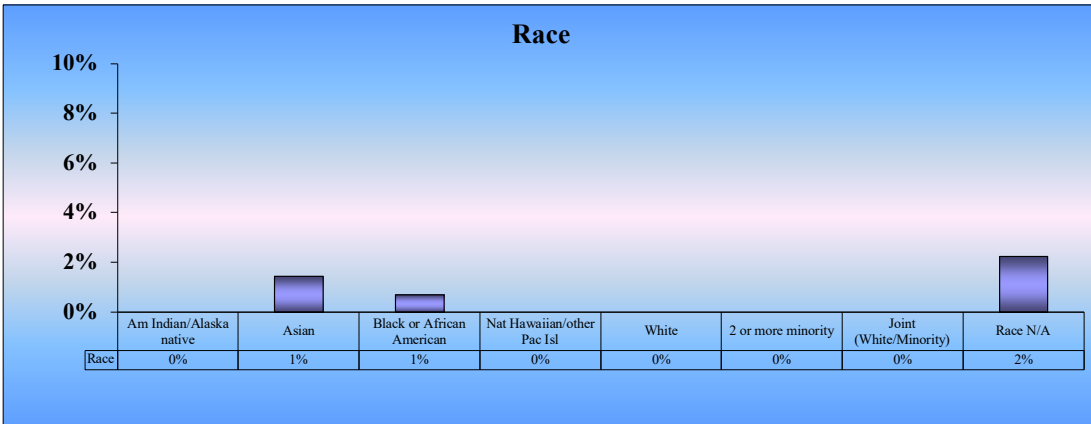 Race
10%
8%
6%
4%
2%
0%
Am Indian/Alaska native
Asian
Black or African American
Nat Hawaiian/other Pac Isl
White
2 or more minority
Joint (White/Minority)
Race N/A
Race 0% 1% 1% 0% 0% 0% 0% 2%